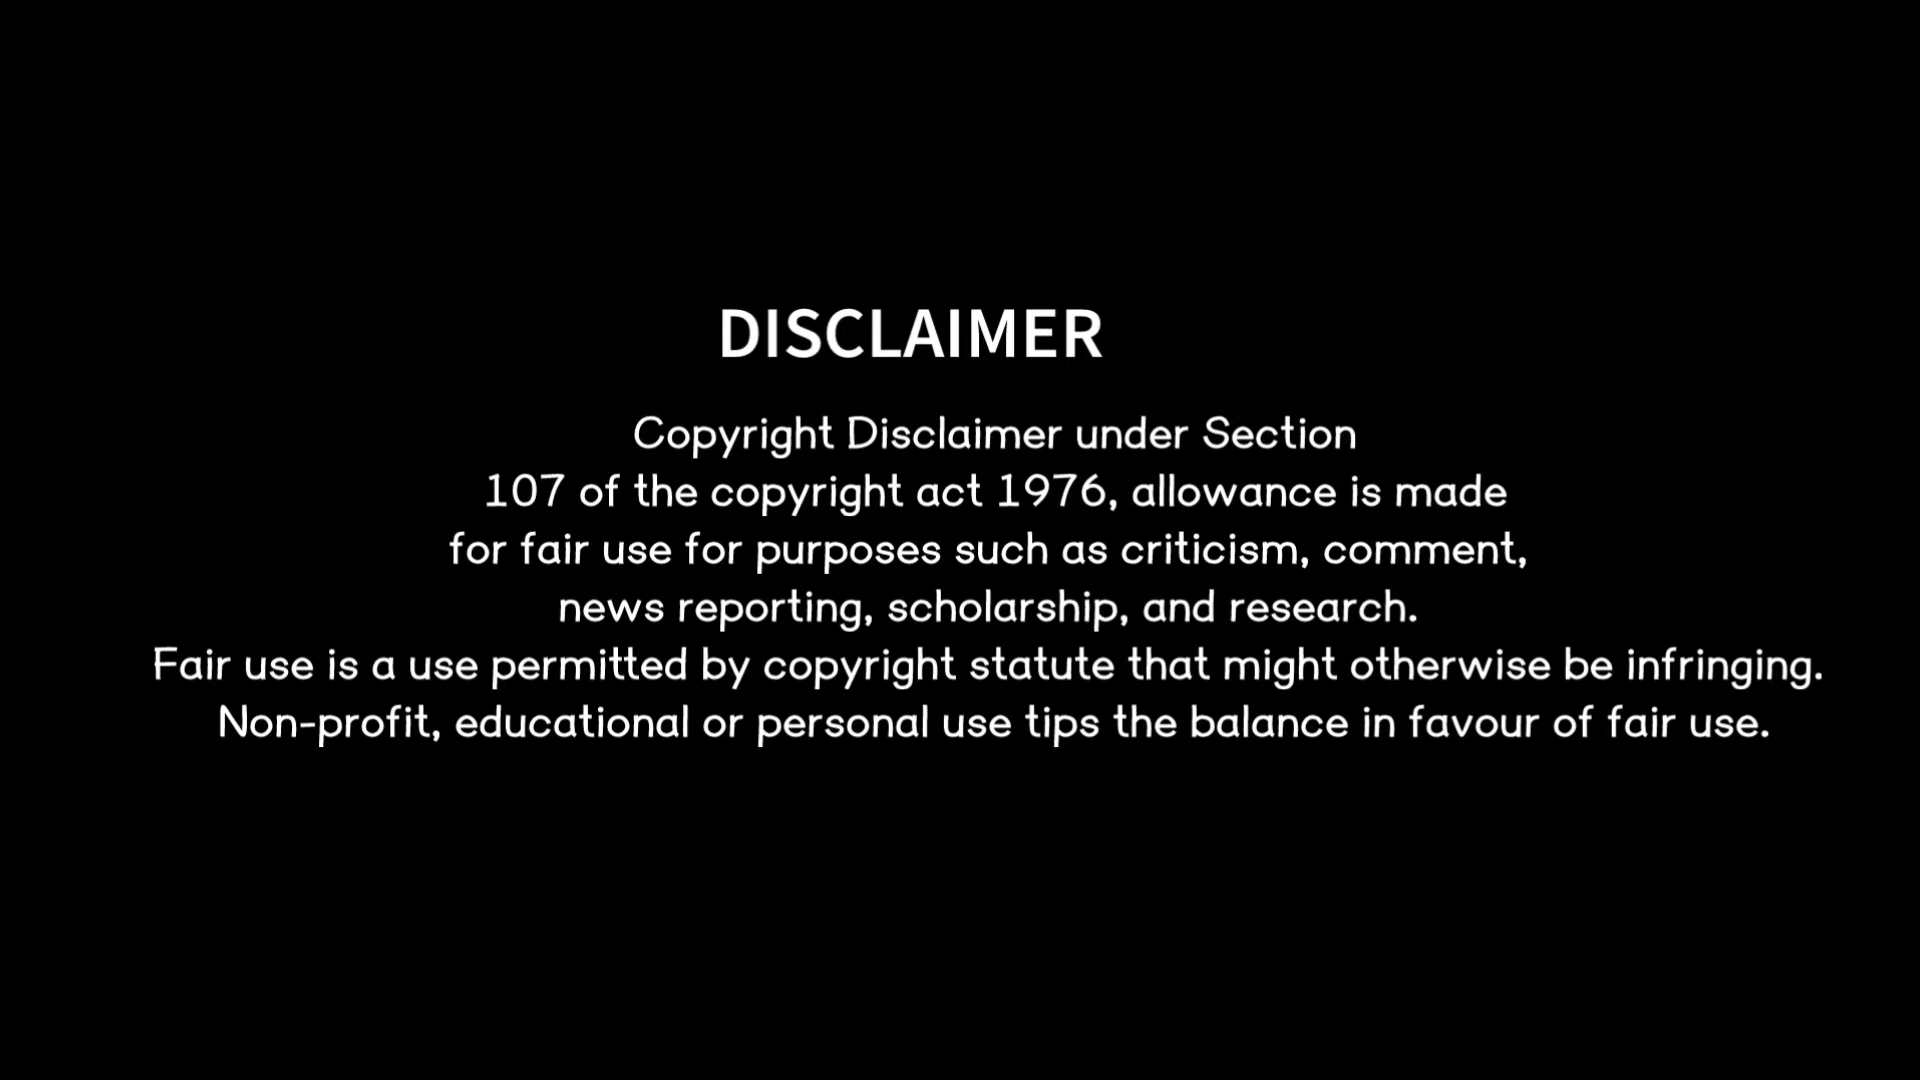 DISCLAIMER
Copyright Disclaimer under Section
107 of the copyright act 1976, allowance is made
for fair use for purposes such as criticism, comment,
news reporting, scholarship, and research.
Fair use is a use permitted by copyright statute that might otherwise be infringing.
Non-profit, educational or personal use tips the balance in favour of fair use.